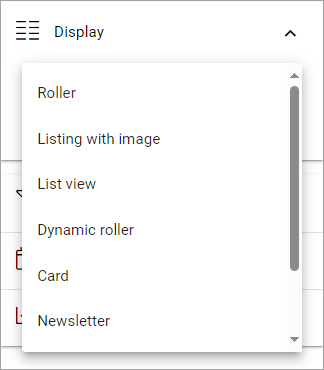 Display
Roller
Listing with image
List view
Dynamic roller
Card
Newsletter